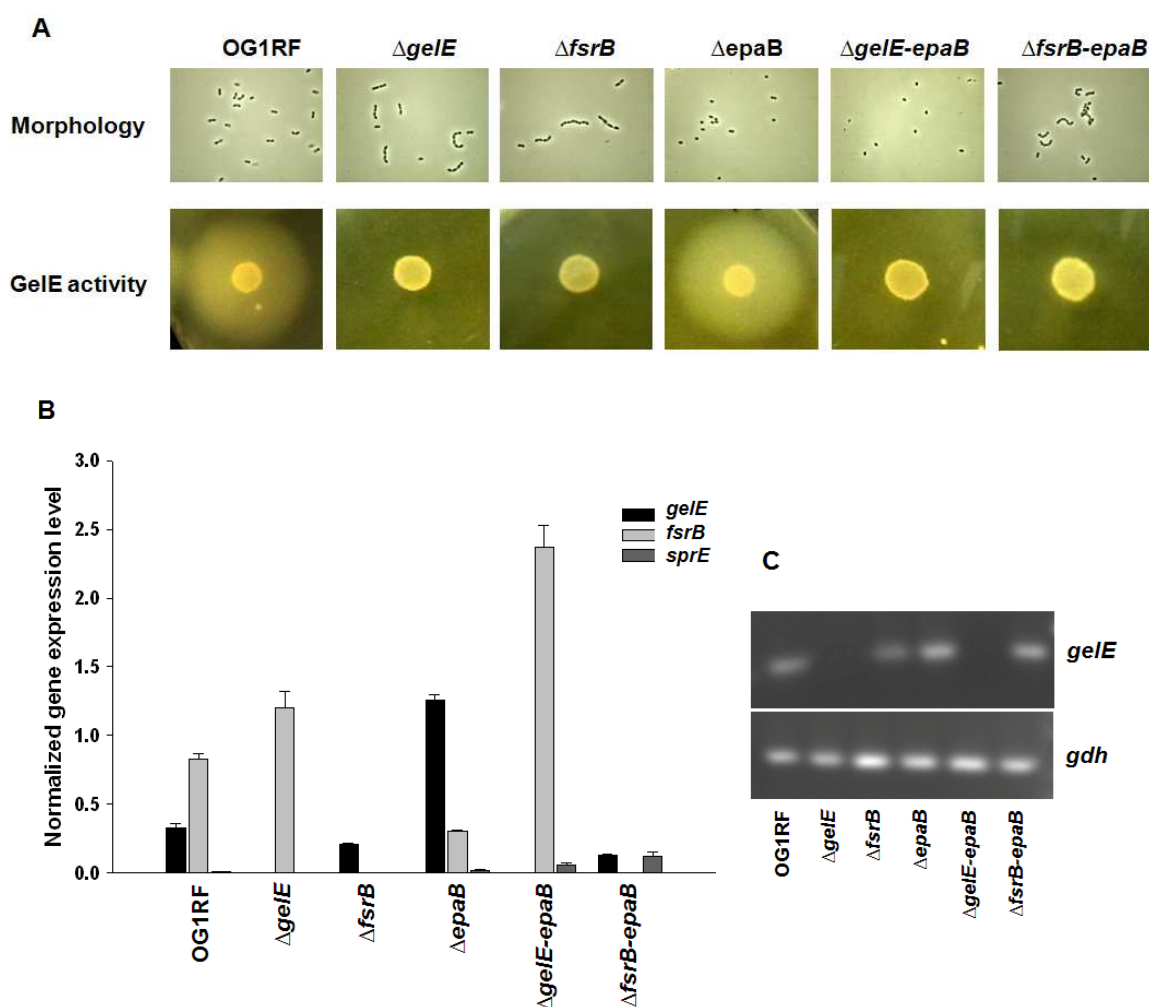 A
OG1RF ΔgelE ΔfsrB ΔepaB ΔgelE-epaB ΔfsrB-epaB
Morphology
GelE activity
B
Normalized gene expression level
3.0
2.5
2.0
1.5
1.0
0.5
0.0
gelE
fsrB
sprE
OG1RF
ΔgelE
ΔfsrB
ΔepaB
ΔgelE-epaB
ΔfsrB-epaB
C
gelE
gdh
OG1RF
ΔgelE
ΔfsrB
ΔepaB
ΔgelE-epaB
ΔfsrB-epaB